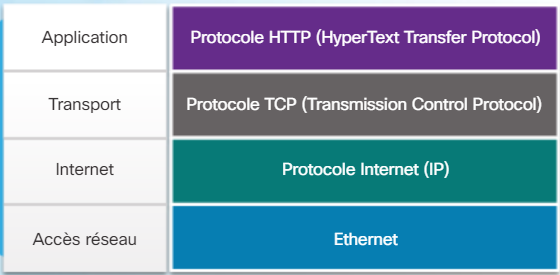 Application
Protocole HTTP (HyperText Transfer Protocol)
Transport
Protocole TCP (Transmission Control Protocol)
Internet
Protocole Internet (IP)
Accès réseau
Ethernet